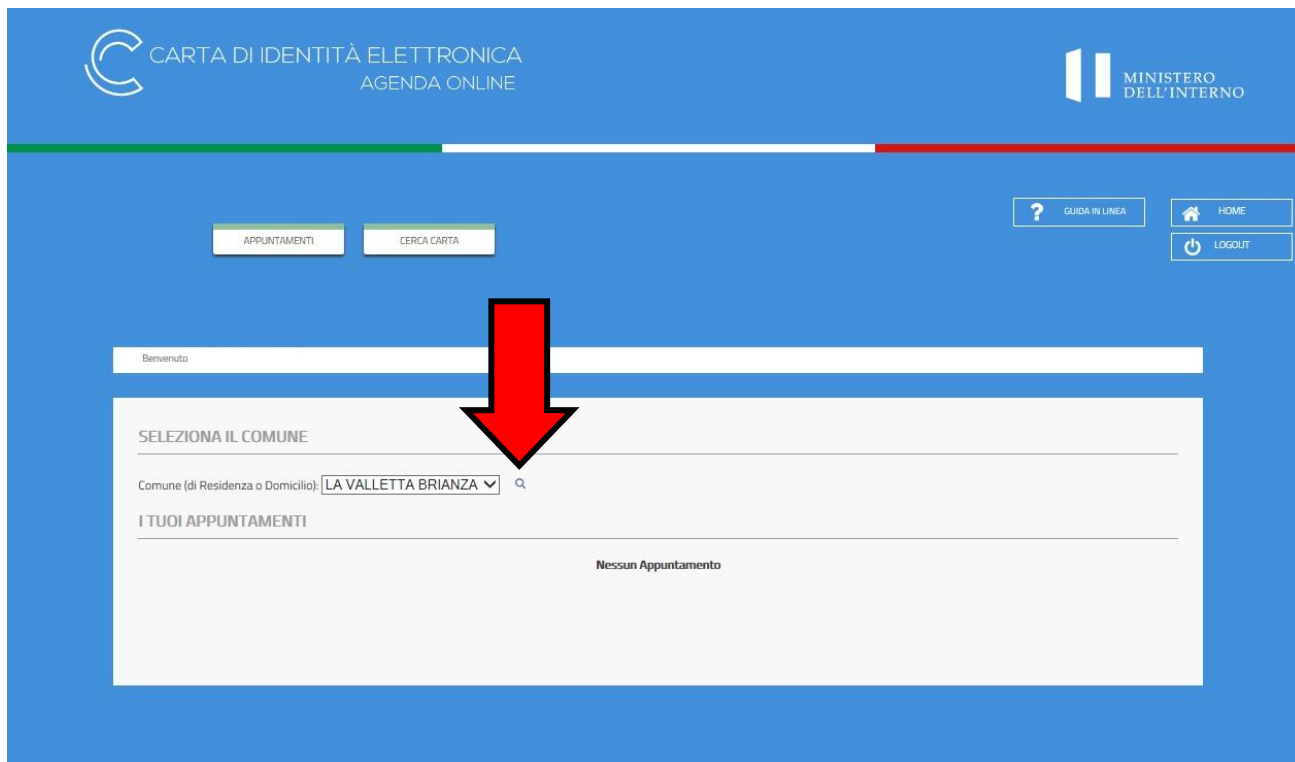 CARTA DI IDENTITÀ ELETTRONICA
AGENDA ONLINE
MINISTERO
DELL'INTERNO
? GUIDA IN LINEA
HOME
APPUNTAMENTI
CERCA CARTA
LOGOUT
Benvenuto
SELEZIONA IL COMUNE
Comune (di Residenza o Domicilio): LA VALLETTA BRIANZA
I TUOI APPUNTAMENTI
Nessun Appuntamento